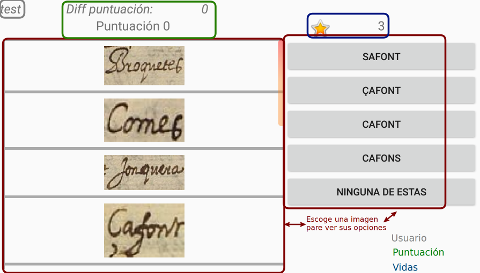 test
Diff puntuación: 0
Puntuación 0
3
Broquetes
Comes
Jonquera
Çafont
SAFONT
ÇAFONT
CAFONT
CAFONS
NINGUNA DE ESTAS
Escoge una imagen
pare ver sus opciones
Usuario
Puntuación
Vidas